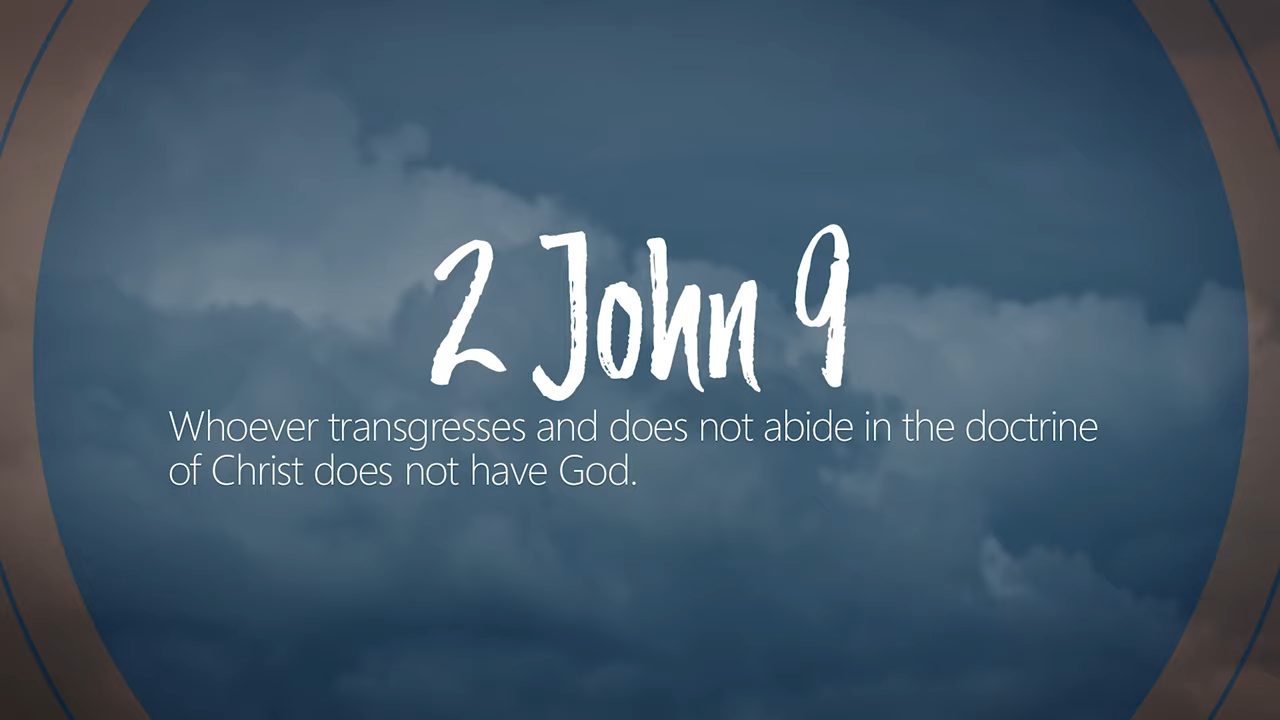 2 John 9
Whoever transgresses and does not abide in the doctrine
of Christ does not have God.